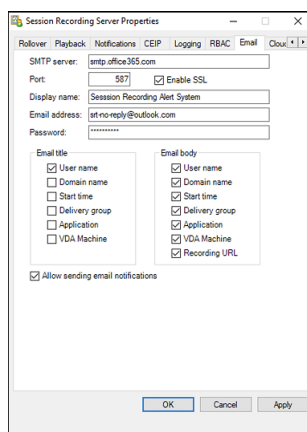 Session Recording Server Properties
Rollover Playback Notifications CEIP Logging RBAC Email
SMTP server: smtp.office365.com
Port: 587 Enable SSL
Display name: Sesssion Recording Alert System
Email address: srt-no-reply@outlook.com
Password: **********
Email title Email body
User name User name
Domain name Domain name
Start time Start time
Delivery group Delivery group
Application Application
VDA Machine VDA Machine
Recording URL
Allow sending email notifications
OK Cancel Apply